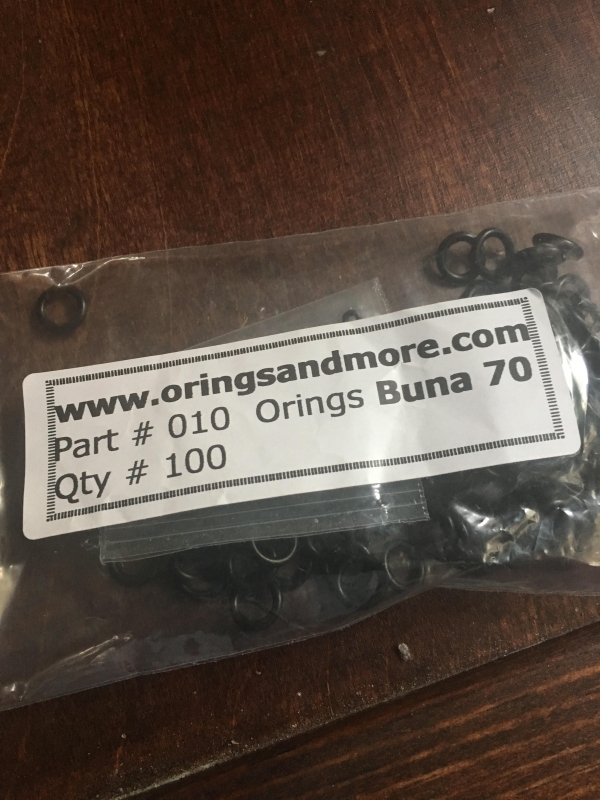 www.oringsandmore.com
Part # 010 Orings Buna 70
Qty # 100